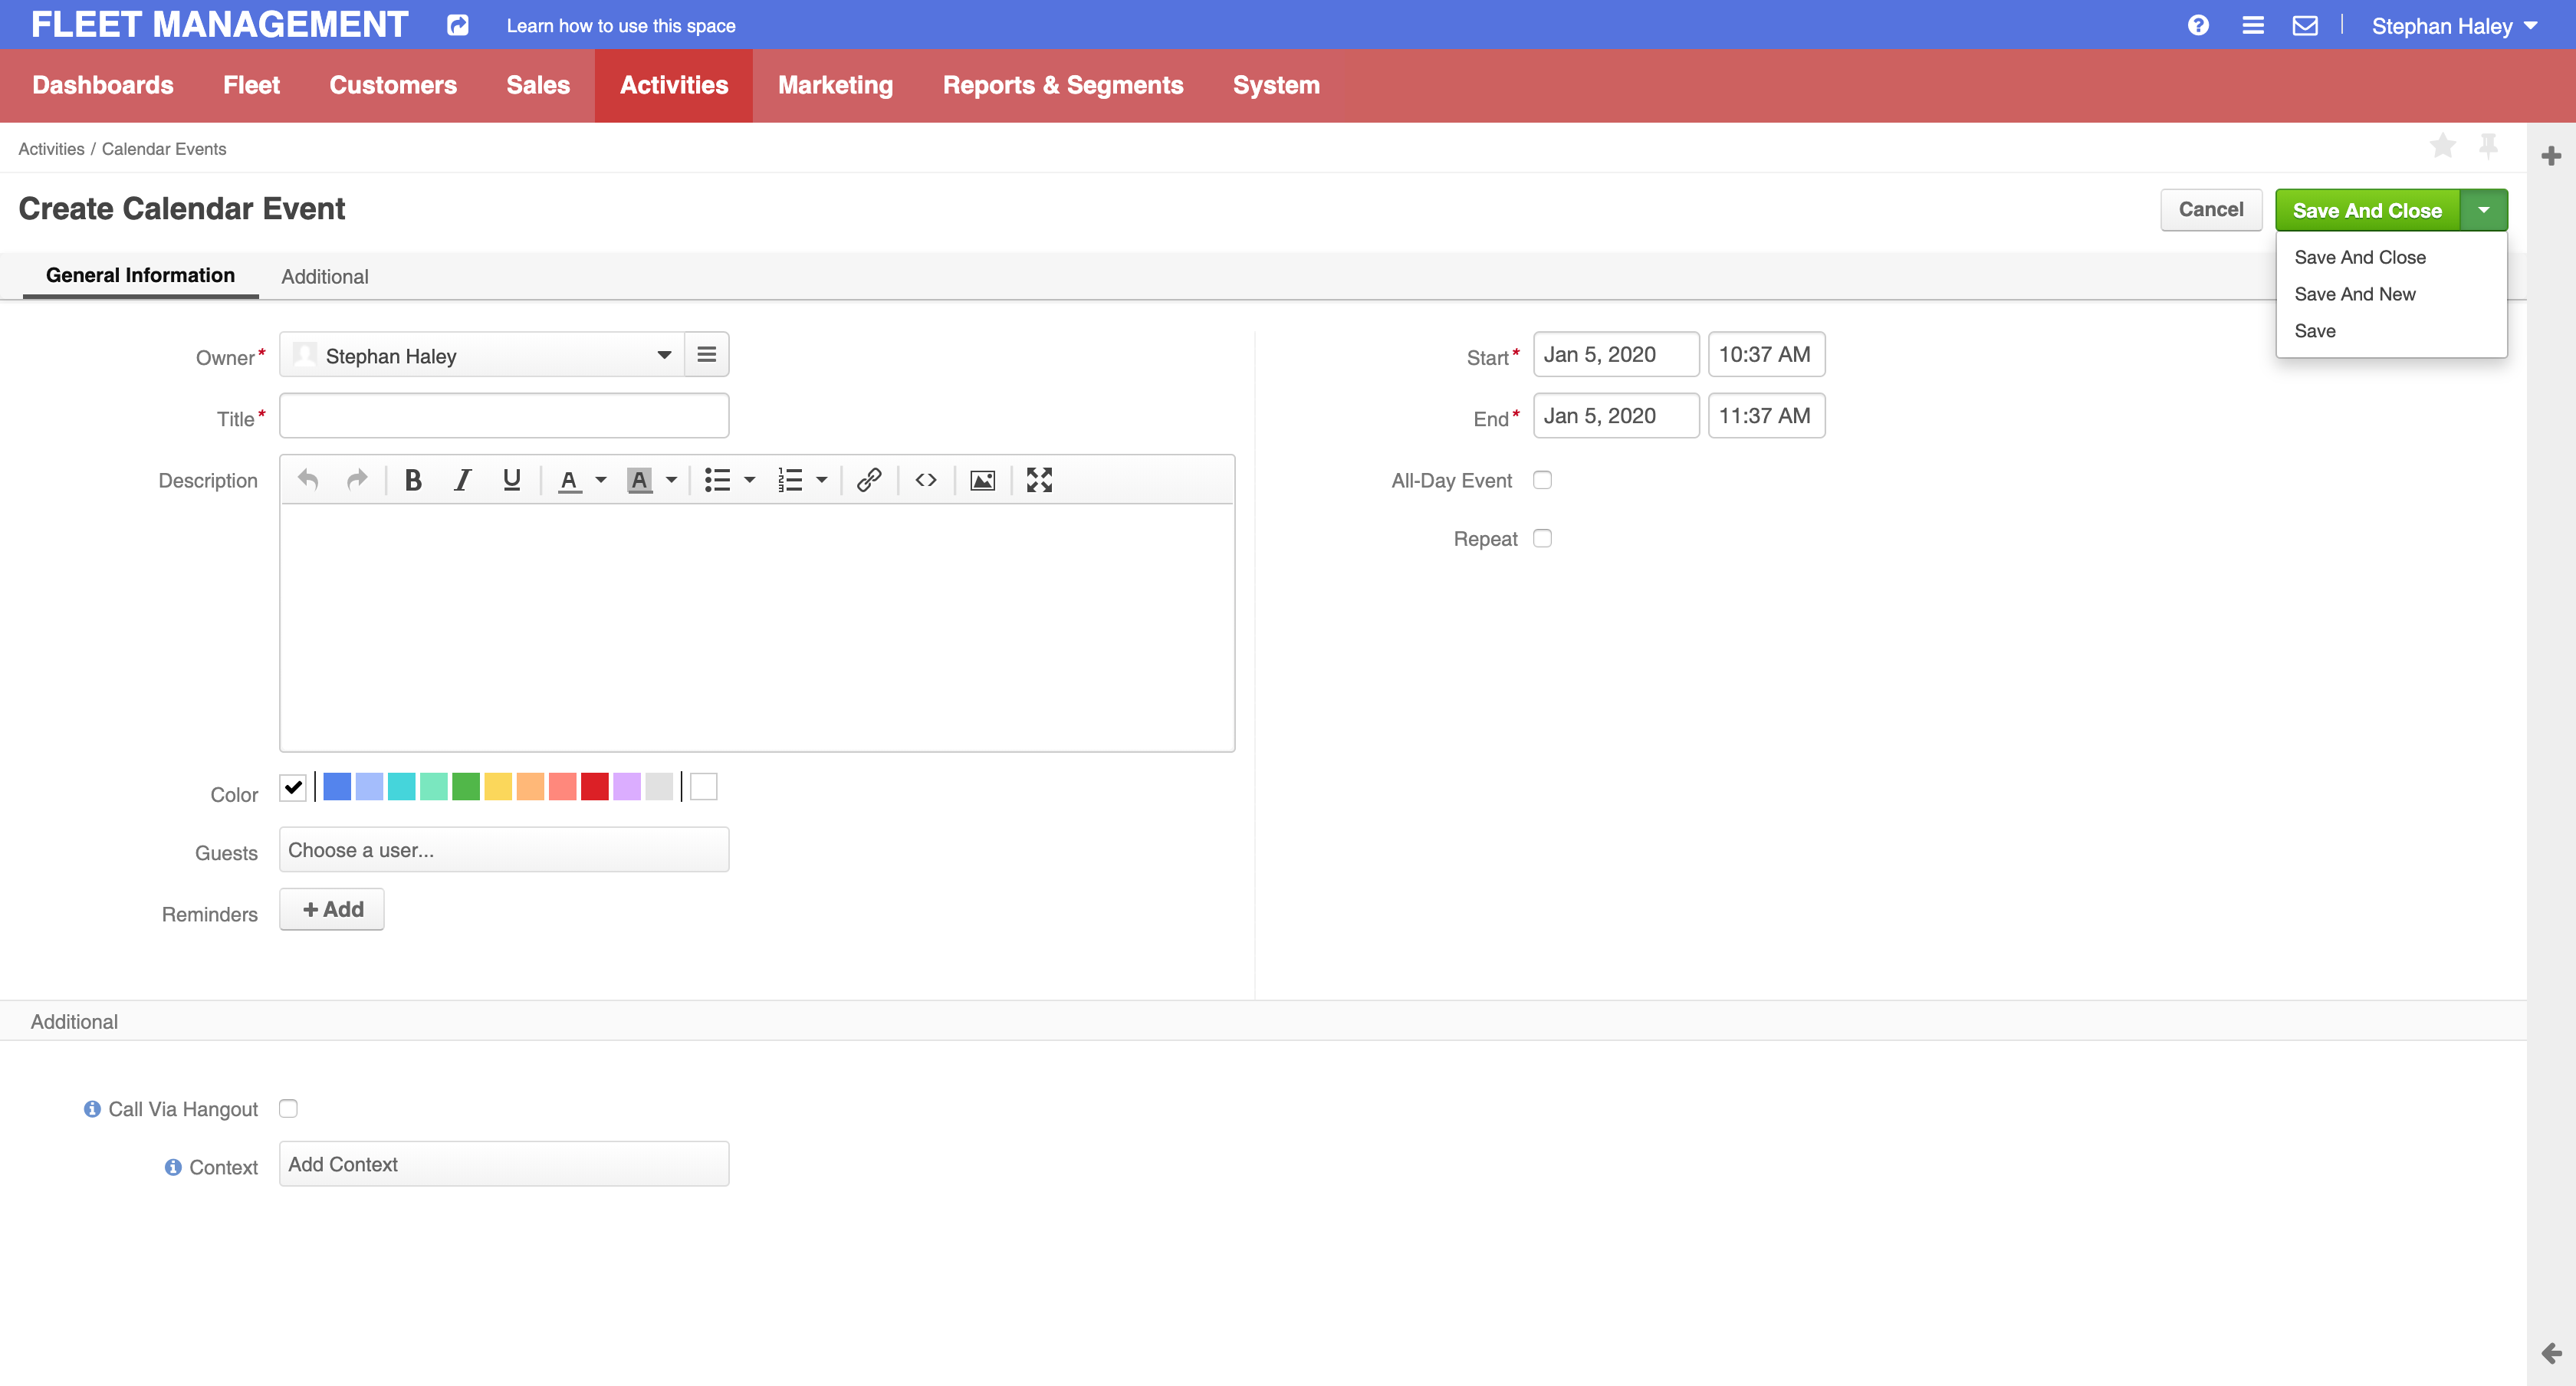 FLEET MANAGEMENT Learn how to use this space Stephan Haley
Dashboards Fleet Customers Sales Activities Marketing Reports & Segments System
Activities / Calendar Events
Create Calendar Event Cancel Save And Close
Save And Close
Save And New
Save
General Information Additional
Owner* Stephan Haley
Title*
Description
B I U A A
Color
Guests Choose a user...
Reminders + Add
Start* Jan 5, 2020 10:37 AM
End* Jan 5, 2020 11:37 AM
All-Day Event
Repeat
Additional
Call Via Hangout
Context Add Context